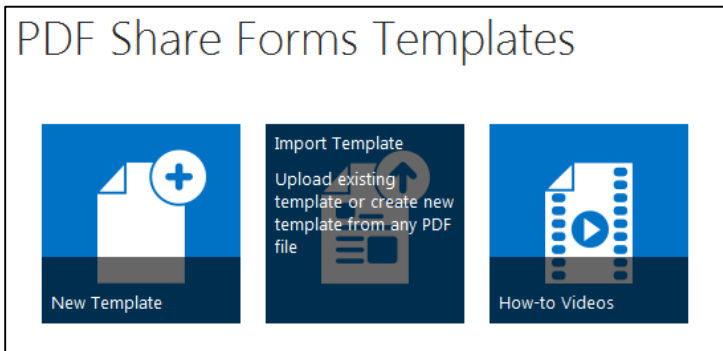 PDF Share Forms Templates
Import Template
Upload existing
template or create new
template from any PDF
file
New Template
How-to Videos